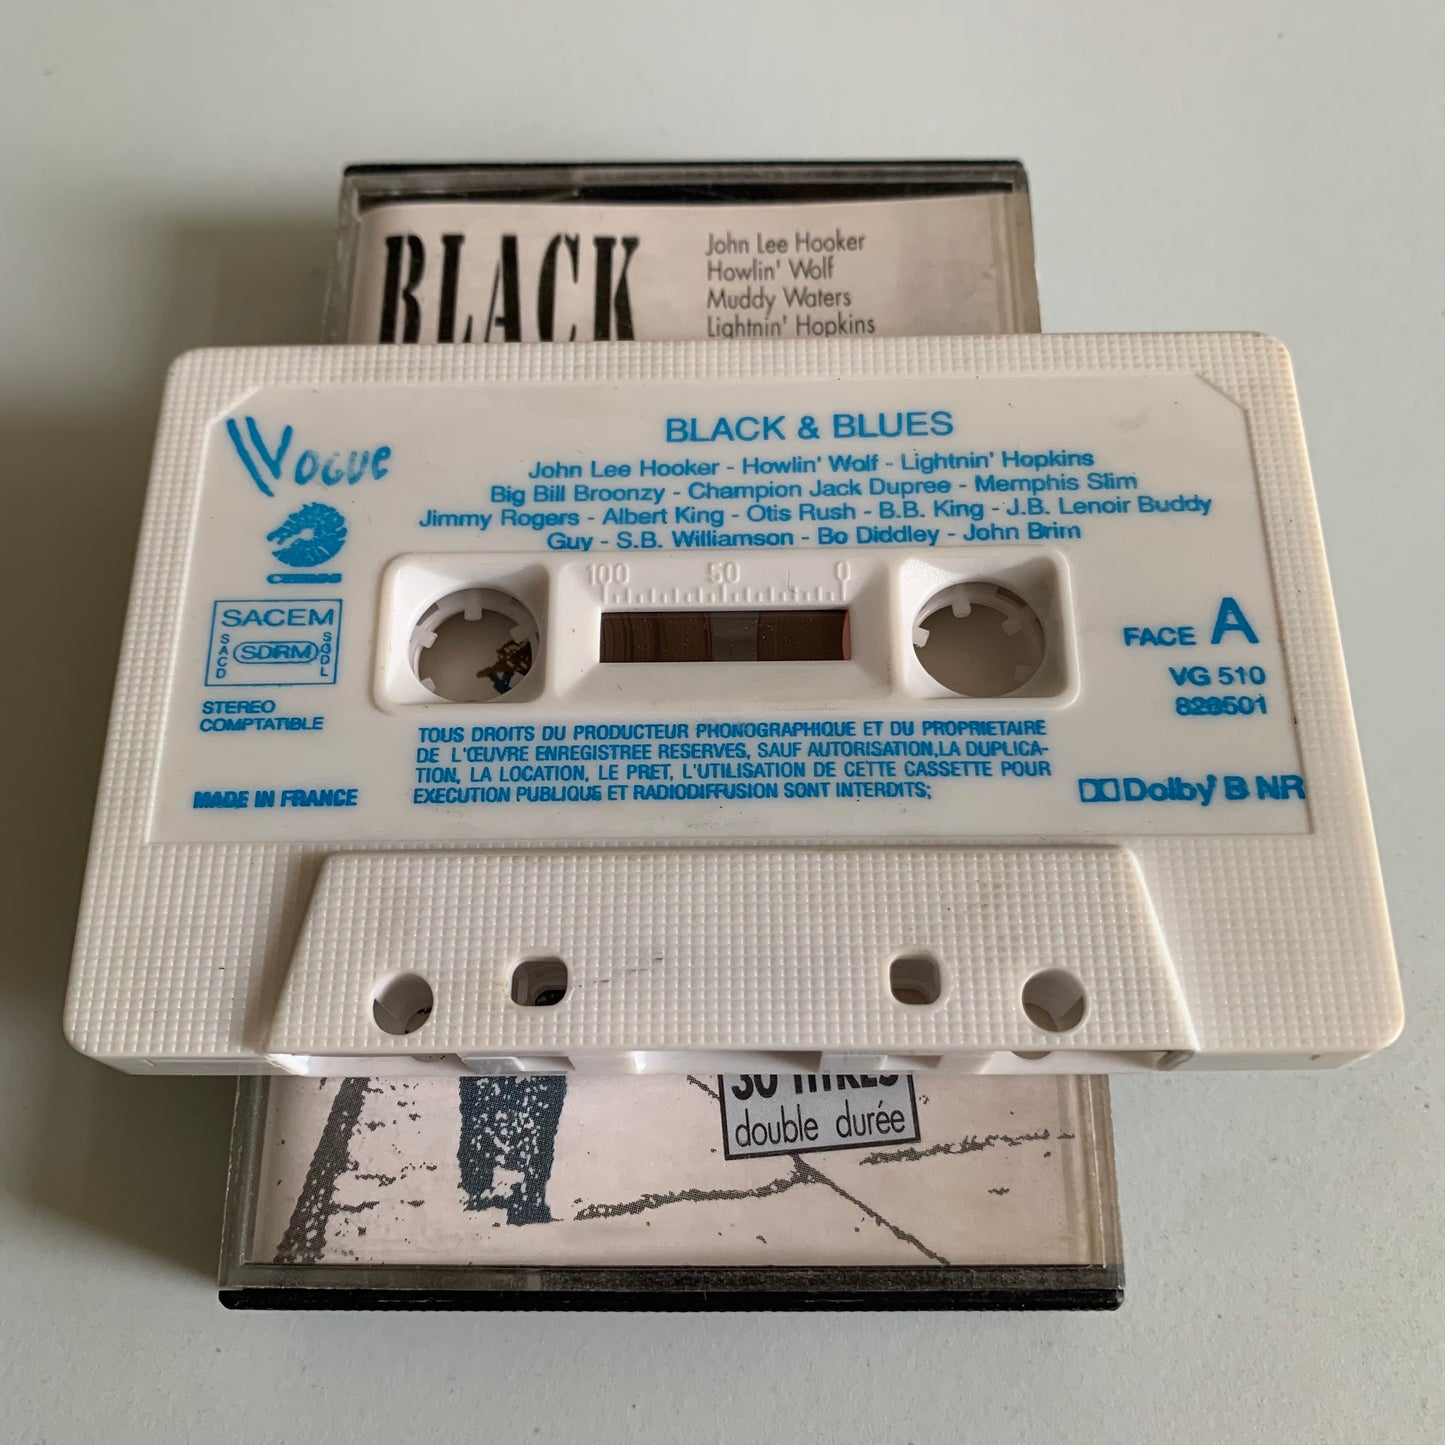 BLACK
John Lee Hooker
Howlin' Wolf
Muddy Waters
Lightnin' Hopkins
Vogue
BLACK & BLUES
John Lee Hooker - Howlin' Wolf - Lightnin' Hopkins
Big Bill Broonzy - Champion Jack Dupree - Memphis Slim
Jimmy Rogers - Albert King - Otis Rush - B.B. King - J.B. Lenoir Buddy
Guy - S.B. Williamson - Bo Diddley - John Brim
100 50 0
SACEM
SACD
SDRM
SGDL
STEREO
COMPTATIBLE
MADE IN FRANCE
FACE A
VG 510
TOUS DROITS DU PRODUCTEUR PHONOGRAPHIQUE ET DU PROPRIETAIRE
DE L'ŒUVRE ENREGISTREE RESERVES, SAUF AUTORISATION,LA DUPLICA-
TION, LA LOCATION, LE PRET, L'UTILISATION DE CETTE CASSETTE POUR
EXECUTION PUBLIQUE ET RADIODIFFUSION SONT INTERDITS;
Dolby B NR
30 TITRES
double durée